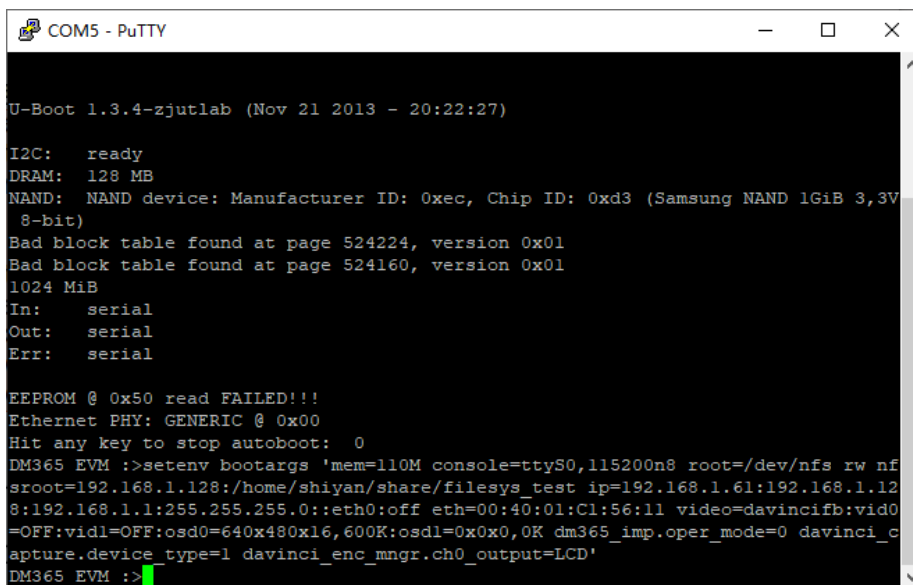 COM5 - PuTTY
U-Boot 1.3.4-zjutlab (Nov 21 2013 - 20:22:27)
I2C:   ready
DRAM:  128 MB
NAND:  NAND device: Manufacturer ID: 0xec, Chip ID: 0xd3 (Samsung NAND 1GiB 3,3V
 8-bit)
Bad block table found at page 524224, version 0x01
Bad block table found at page 524160, version 0x01
1024 MiB
In:    serial
Out:   serial
Err:   serial
EEPROM @ 0x50 read FAILED!!!
Ethernet PHY: GENERIC @ 0x00
Hit any key to stop autoboot:  0
DM365 EVM :>setenv bootargs 'mem=110M console=ttyS0,115200n8 root=/dev/nfs rw nf
sroot=192.168.1.128:/home/shiyan/share/filesys_test ip=192.168.1.61:192.168.1.12
8:192.168.1.1:255.255.255.0::eth0:off eth=00:40:01:C1:56:11 video=davincifb:vid0
=OFF:vid1=OFF:osd0=640x480x16,600K:osd1=0x0x0,0K dm365_imp.oper_mode=0 davinci_c
apture.device_type=1 davinci_enc_mngr.ch0_output=LCD'
DM365 EVM :>